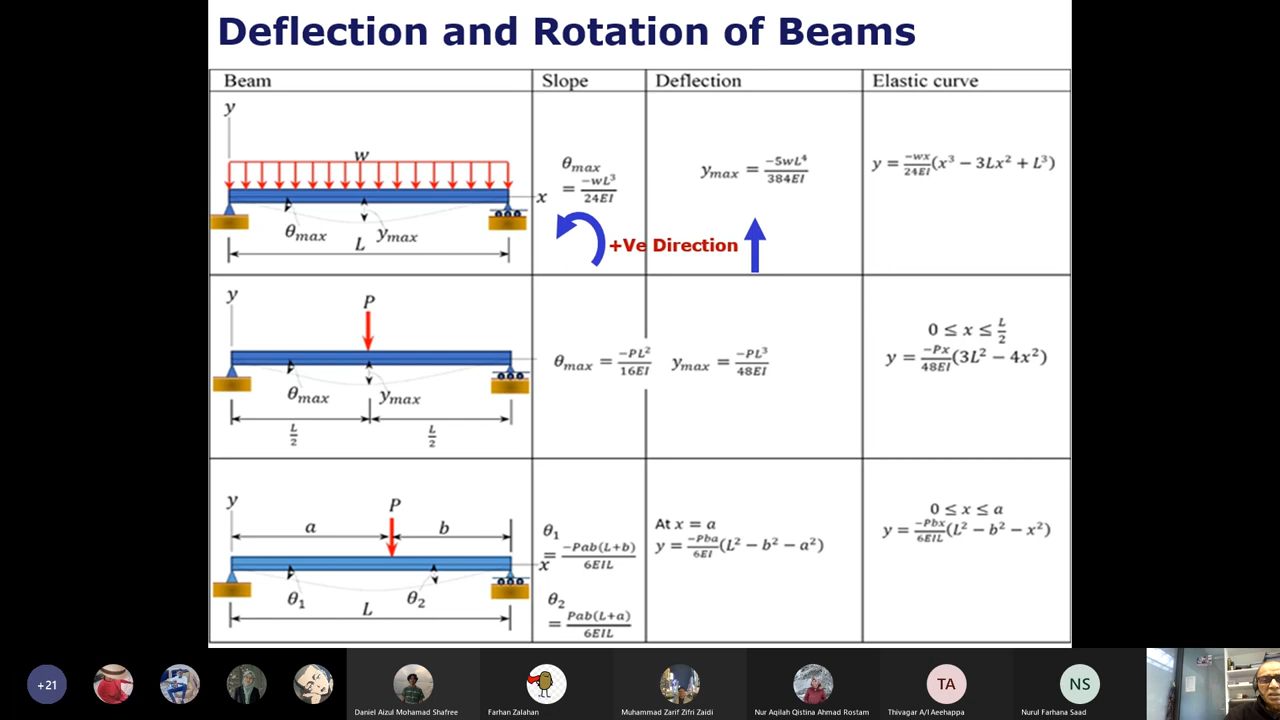 Deflection and Rotation of Beams
Beam Slope Deflection Elastic curve
y
w
x
θmax
ymax
L
θmax
= -wL³/24EI
ymax = -5wL⁴/384EI
y = -wx/24EI (x³ − 3Lx² + L³)
+Ve Direction
y
P
θmax
ymax
L/2 L/2
θmax = -PL²/16EI
ymax = -PL³/48EI
0 ≤ x ≤ L/2
y = -Px/48EI (3L² − 4x²)
y
P
a b
x
θ1 θ2
L
θ1
= -Pab(L+b)/6EIL
θ2
= Pab(L+a)/6EIL
At x = a
y = -Pba/6EI (L² − b² − a²)
0 ≤ x ≤ a
y = -Pbx/6EIL (L² − b² − x²)
+21
Daniel Aizul Mohamad Shafree
Farhan Zalahan
Muhammad Zarif Zifri Zaidi
Nur Aqilah Qistina Ahmad Rostam
TA
Thivagar A/l Aeehappa
NS
Nurul Farhana Saad